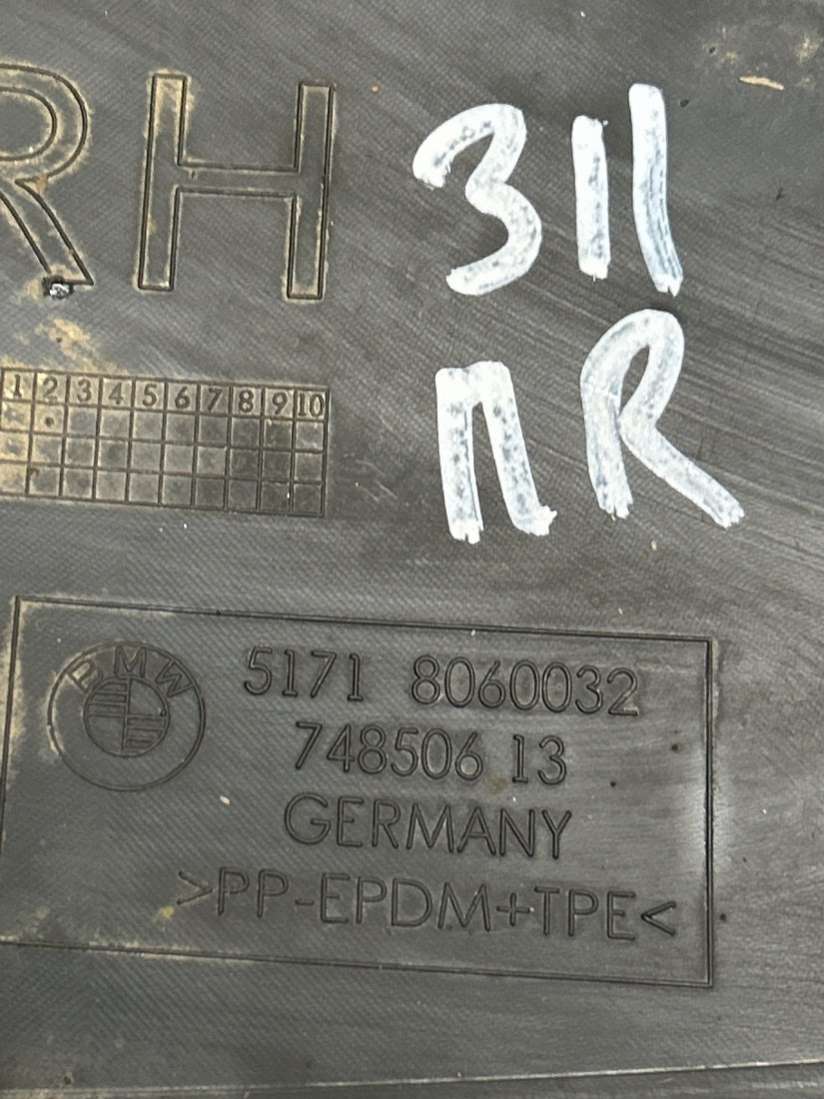 RH
311
ПR
1 2 3 4 5 6 7 8 9 10
BMW
5171 8060032
748506 13
GERMANY
>PP-EPDM+TPE<